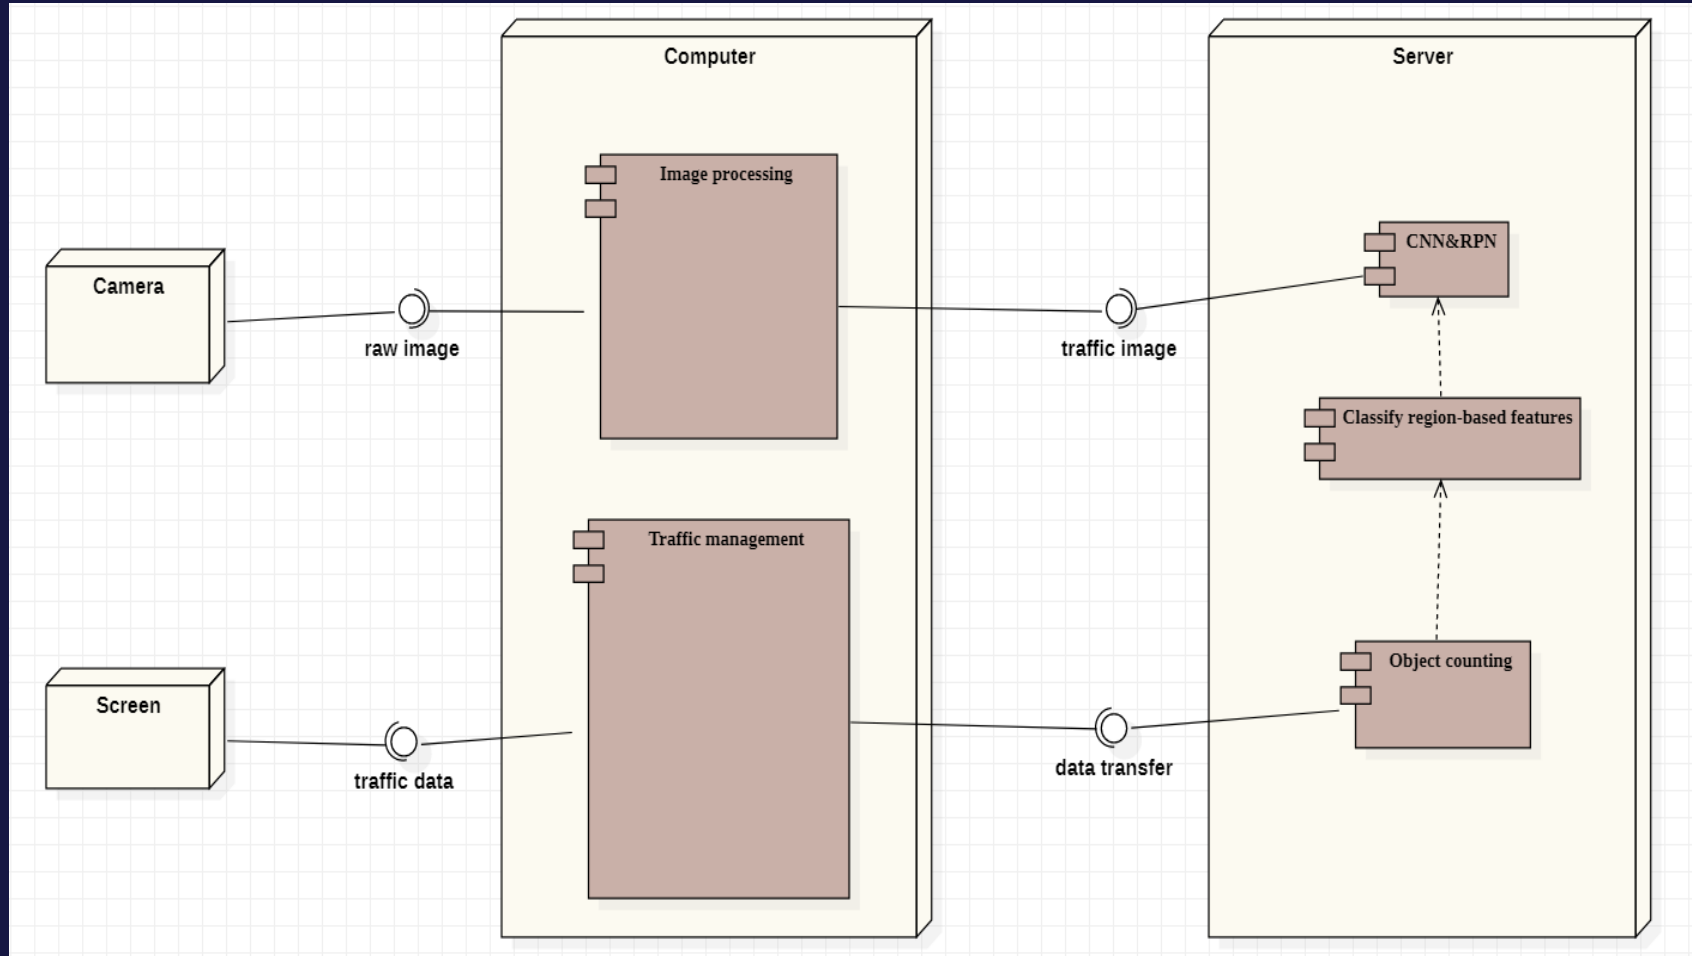 Computer
Server
Image processing
CNN&RPN
Camera
raw image
traffic image
Classify region-based features
Traffic management
Object counting
Screen
traffic data
data transfer